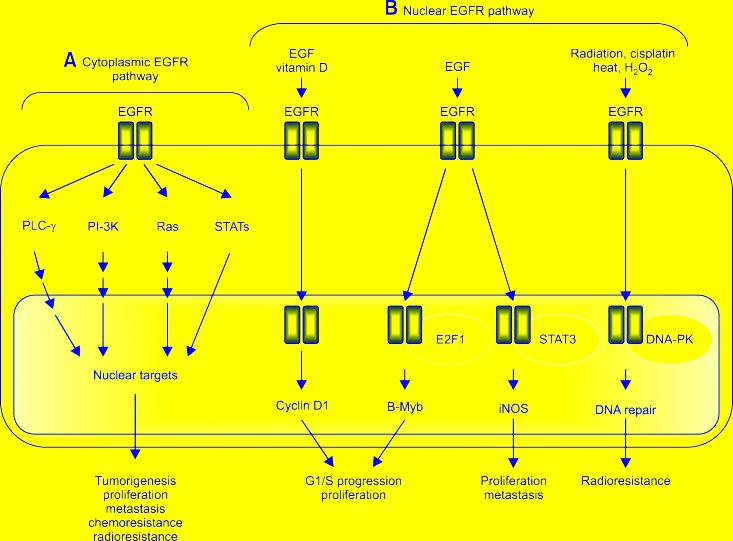 B Nuclear EGFR pathway
A Cytoplasmic EGFR
pathway
EGF
vitamin D
EGF
Radiation, cisplatin
heat, H₂O₂
EGFR
EGFR
EGFR
EGFR
PLC-γ
PI-3K
Ras
STATs
E2F1
STAT3
DNA-PK
Nuclear targets
Cyclin D1
B-Myb
iNOS
DNA repair
Tumorigenesis
proliferation
metastasis
chemoresistance
radioresistance
G1/S progression
proliferation
Proliferation
metastasis
Radioresistance